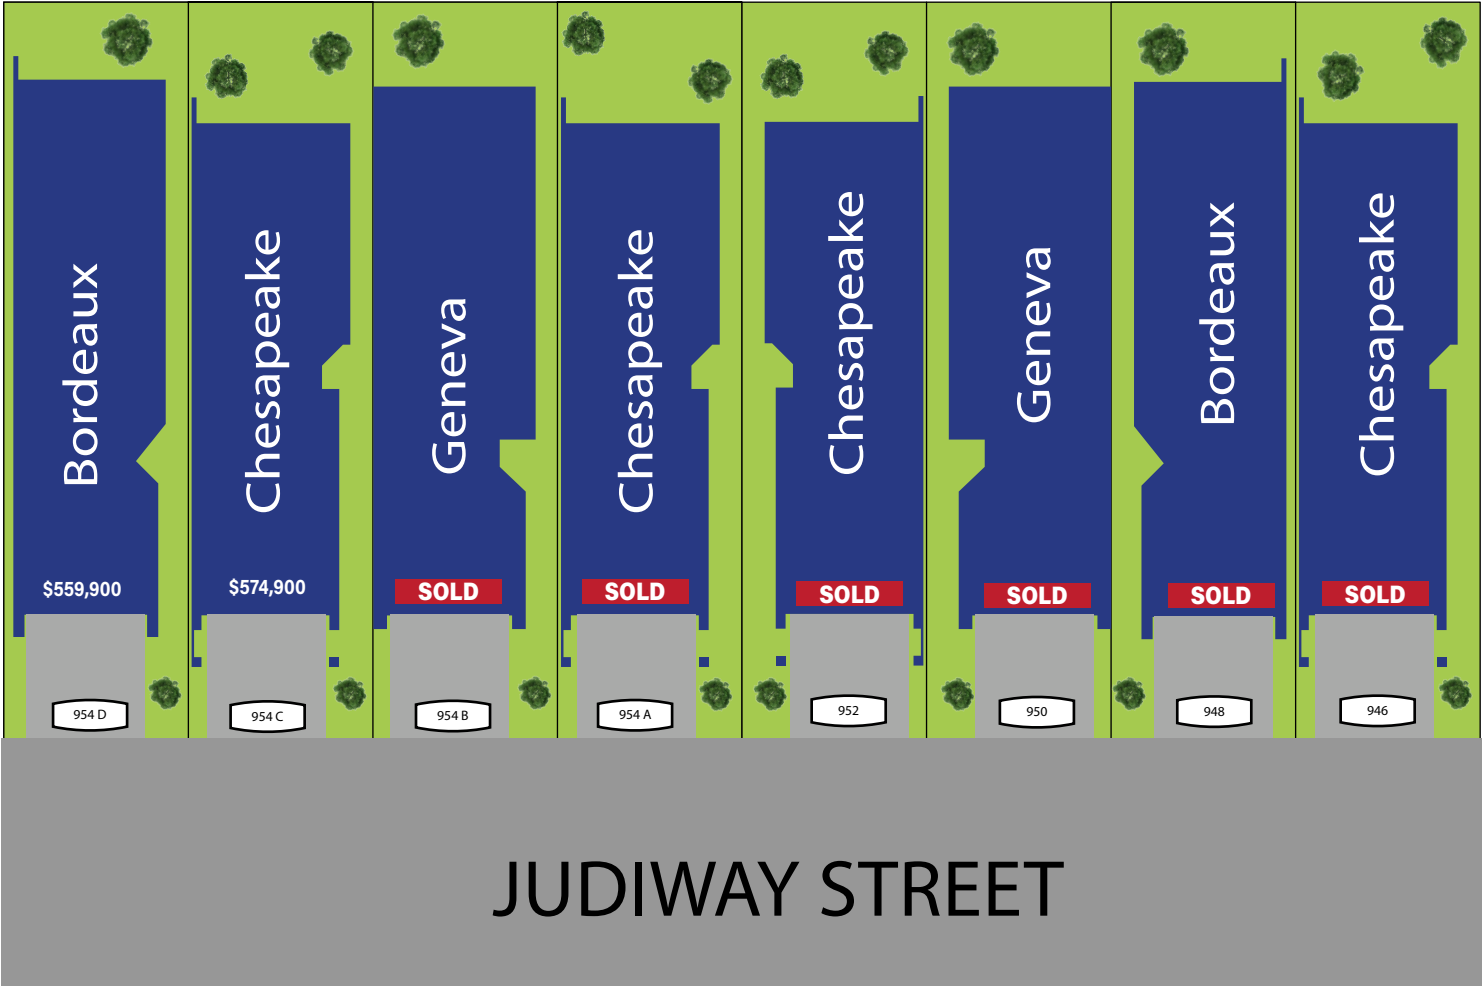 Bordeaux
$559,900
954 D
Chesapeake
$574,900
954 C
Geneva
SOLD
954 B
Chesapeake
SOLD
954 A
Chesapeake
SOLD
952
Geneva
SOLD
950
Bordeaux
SOLD
948
Chesapeake
SOLD
946
JUDIWAY STREET